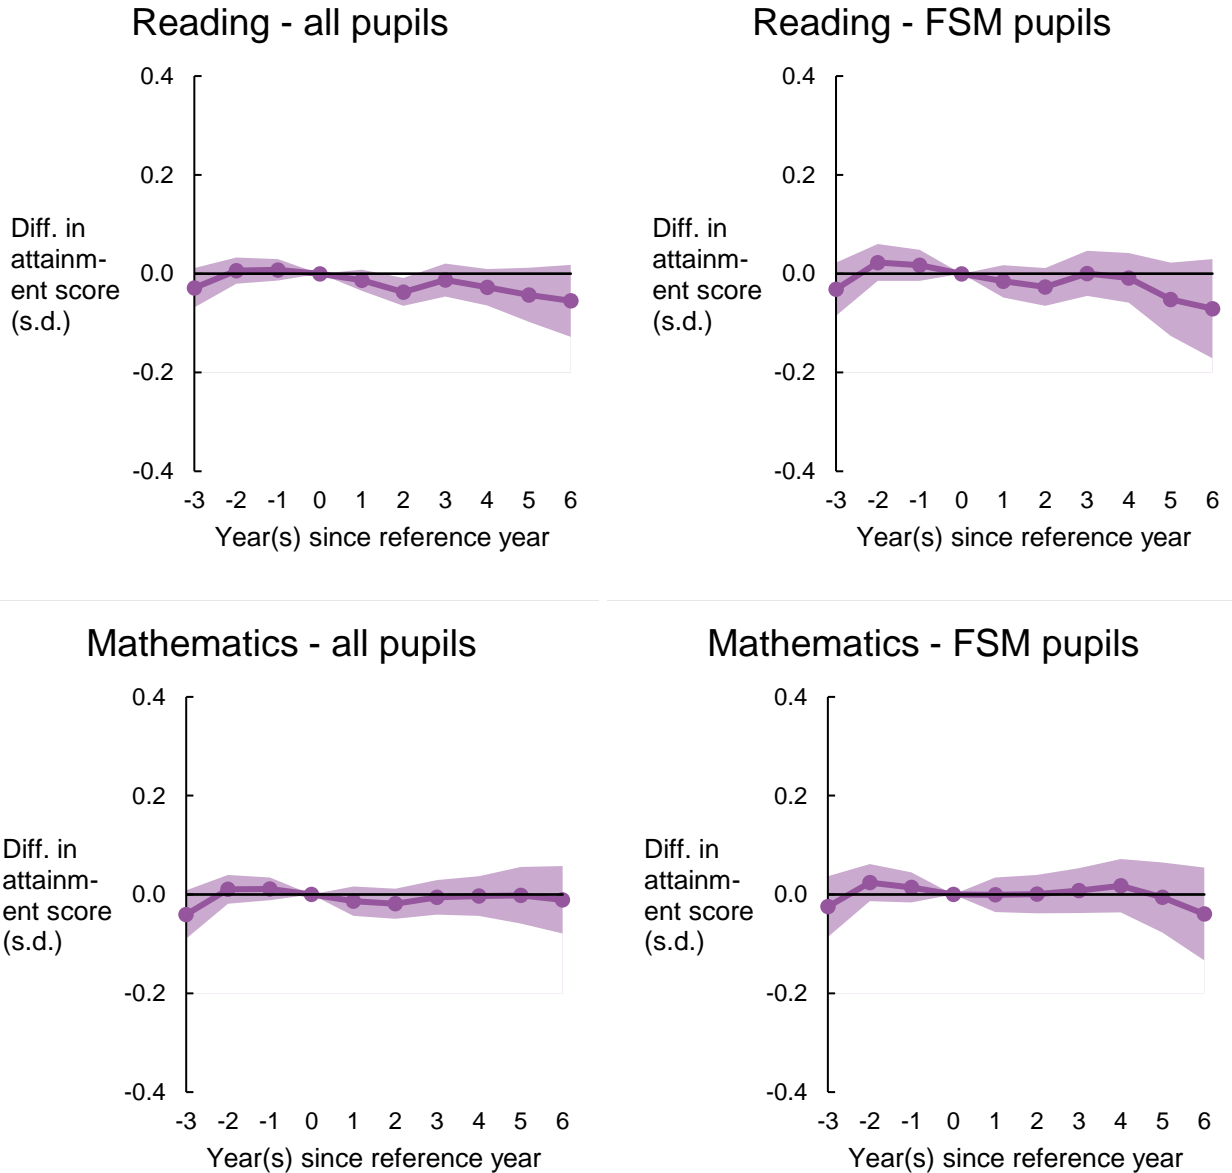 Reading - all pupils
0.4
0.2
0.0
-0.2
-0.4
Diff. in
attainm-
ent score
(s.d.)
-3 -2 -1 0 1 2 3 4 5 6
Year(s) since reference year
Reading - FSM pupils
0.4
0.2
0.0
-0.2
-0.4
Diff. in
attainm-
ent score
(s.d.)
-3 -2 -1 0 1 2 3 4 5 6
Year(s) since reference year
Mathematics - all pupils
0.4
0.2
0.0
-0.2
-0.4
Diff. in
attainm-
ent score
(s.d.)
-3 -2 -1 0 1 2 3 4 5 6
Year(s) since reference year
Mathematics - FSM pupils
0.4
0.2
0.0
-0.2
-0.4
Diff. in
attainm-
ent score
(s.d.)
-3 -2 -1 0 1 2 3 4 5 6
Year(s) since reference year